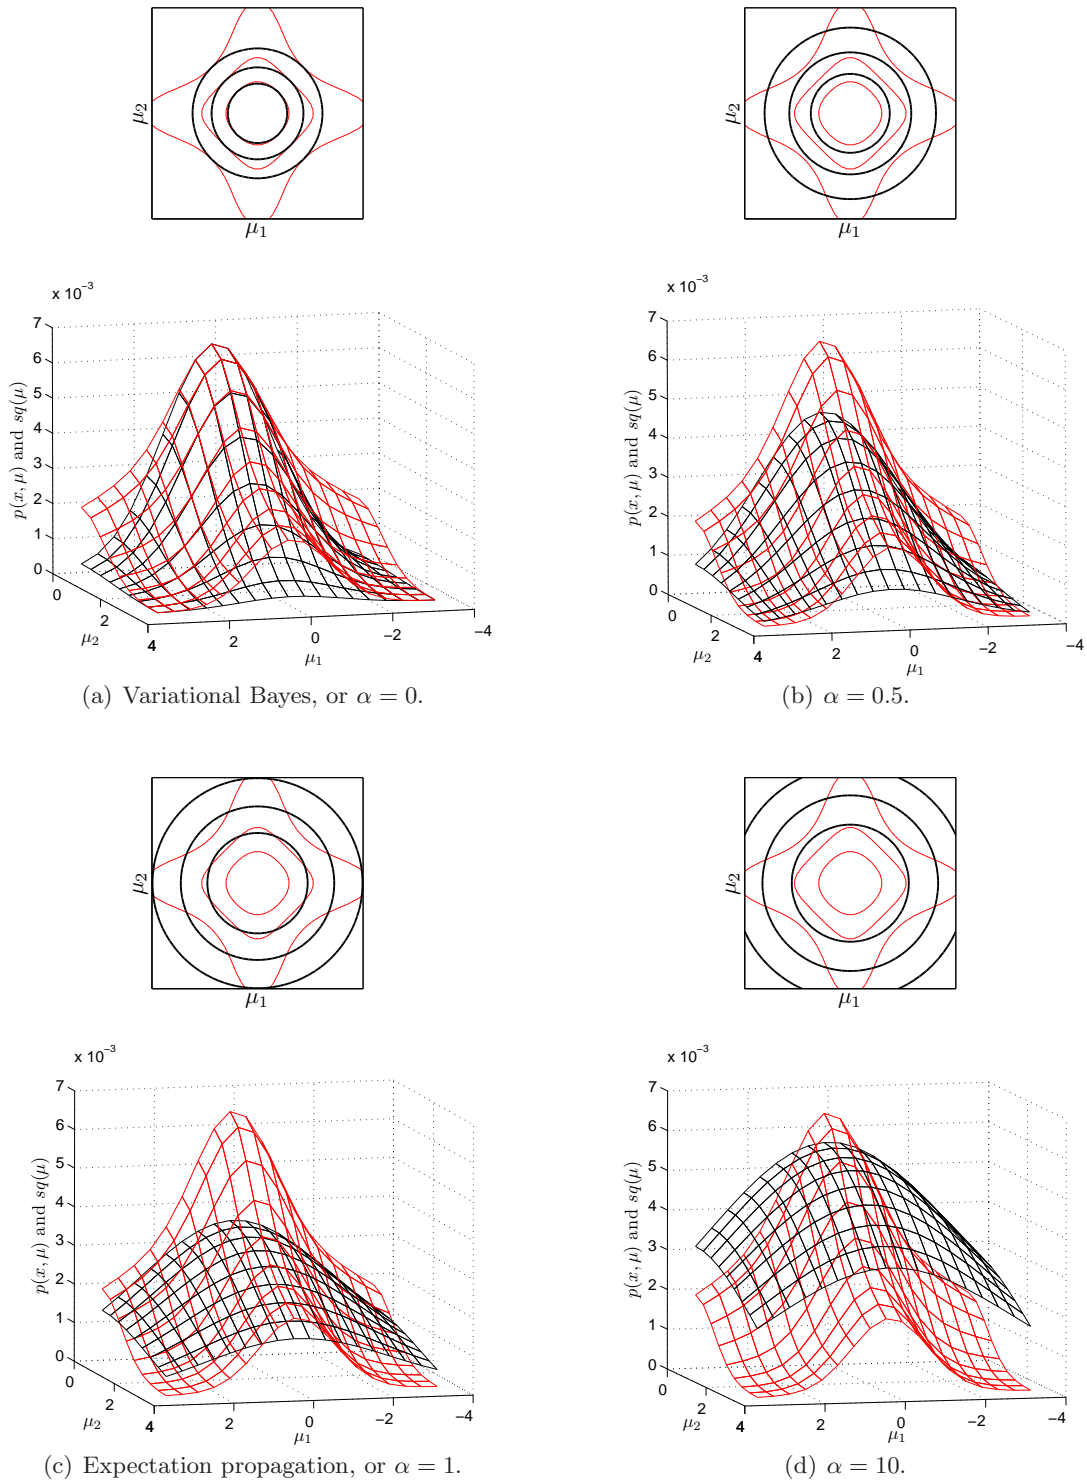 μ₂
μ₁
x 10⁻³
7
6
5
4
3
2
1
0
p(x, μ) and sq(μ)
0
2
4
μ₂
4
2
0
−2
−4
μ₁
(a) Variational Bayes, or α = 0.
μ₂
μ₁
x 10⁻³
7
6
5
4
3
2
1
0
p(x, μ) and sq(μ)
0
2
4
μ₂
4
2
0
−2
−4
μ₁
(b) α = 0.5.
μ₂
μ₁
x 10⁻³
7
6
5
4
3
2
1
0
p(x, μ) and sq(μ)
0
2
4
μ₂
4
2
0
−2
−4
μ₁
(c) Expectation propagation, or α = 1.
μ₂
μ₁
x 10⁻³
7
6
5
4
3
2
1
0
p(x, μ) and sq(μ)
0
2
4
μ₂
4
2
0
−2
−4
μ₁
(d) α = 10.